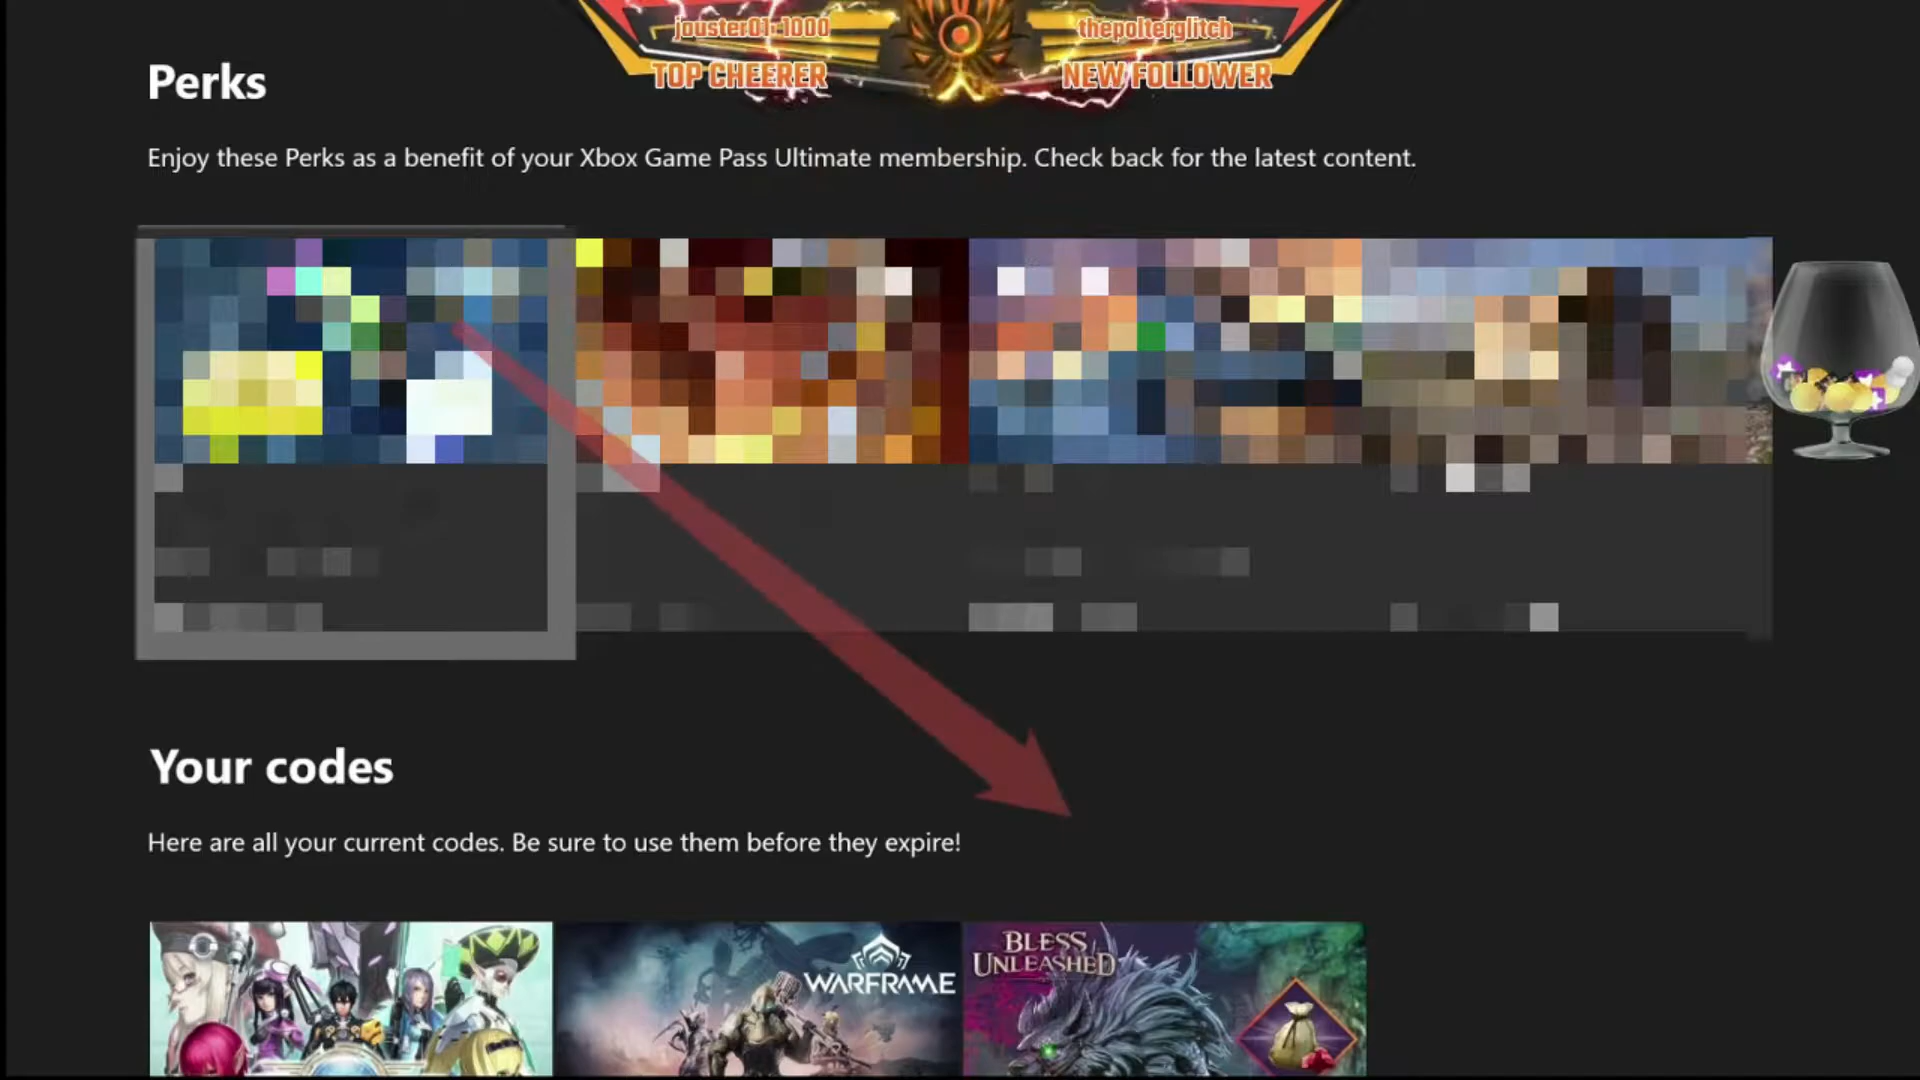 jouster01: 1000
thepolterglitch
TOP CHEERER
NEW FOLLOWER
Perks
Enjoy these Perks as a benefit of your Xbox Game Pass Ultimate membership. Check back for the latest content.
Your codes
Here are all your current codes. Be sure to use them before they expire!
WARFRAME
BLESS
UNLEASHED